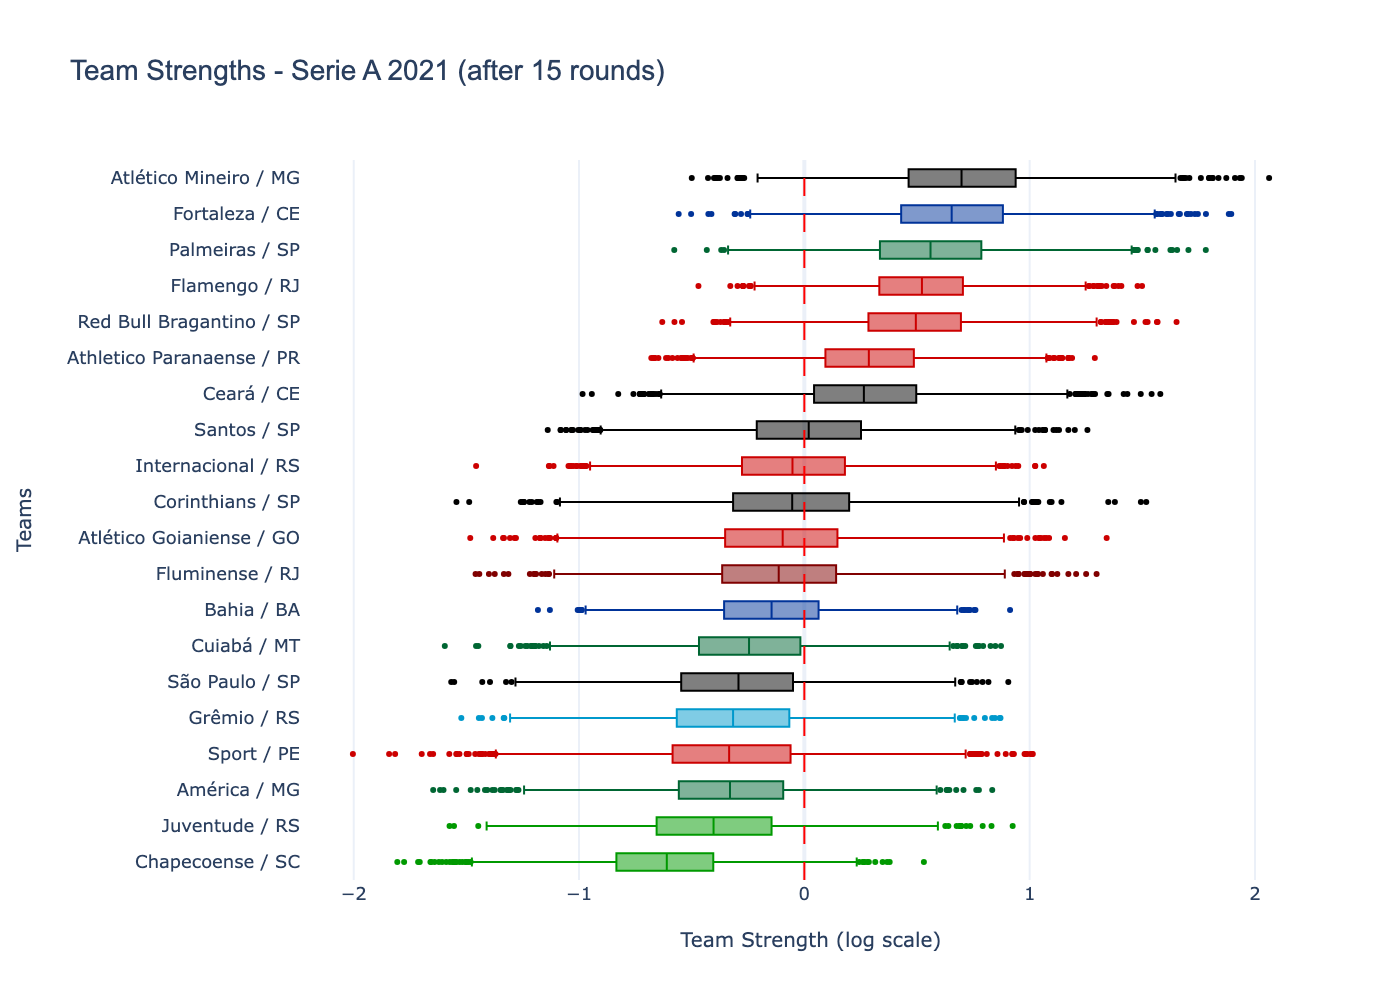 Team Strengths - Serie A 2021 (after 15 rounds)
Atlético Mineiro / MG
Fortaleza / CE
Palmeiras / SP
Flamengo / RJ
Red Bull Bragantino / SP
Athletico Paranaense / PR
Ceará / CE
Santos / SP
Internacional / RS
Corinthians / SP
Atlético Goianiense / GO
Fluminense / RJ
Bahia / BA
Cuiabá / MT
São Paulo / SP
Grêmio / RS
Sport / PE
América / MG
Juventude / RS
Chapecoense / SC
Teams
−2 −1 0 1 2
Team Strength (log scale)